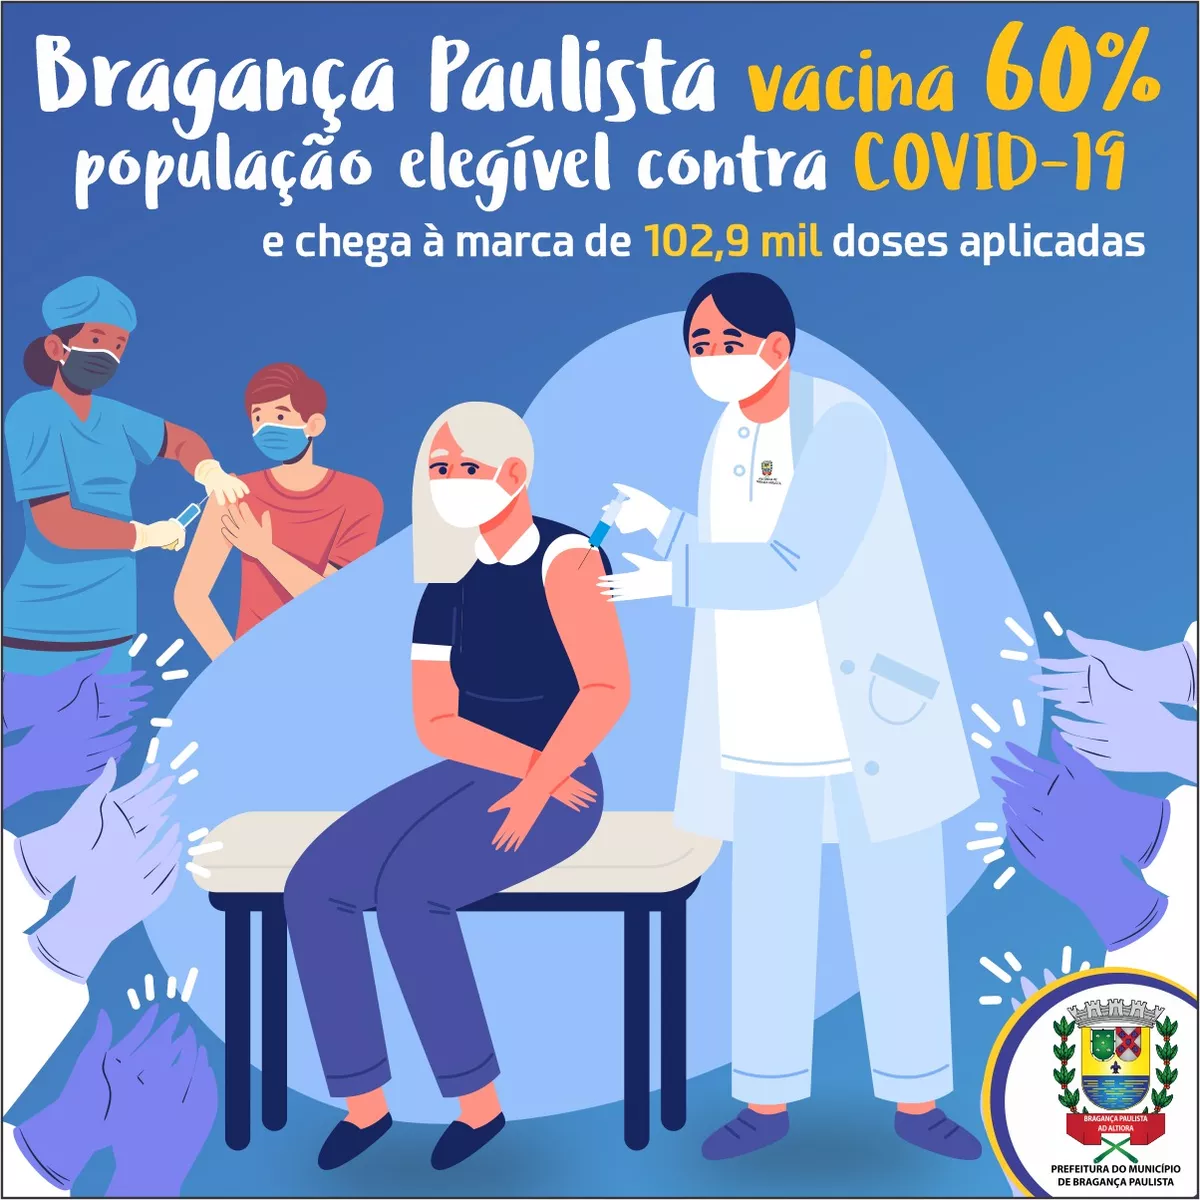 Bragança Paulista vacina 60%
população elegível contra COVID-19
e chega à marca de 102,9 mil doses aplicadas
BRAGANÇA PAULISTA
AD ALTIORA
PREFEITURA DO MUNICÍPIO
DE BRAGANÇA PAULISTA